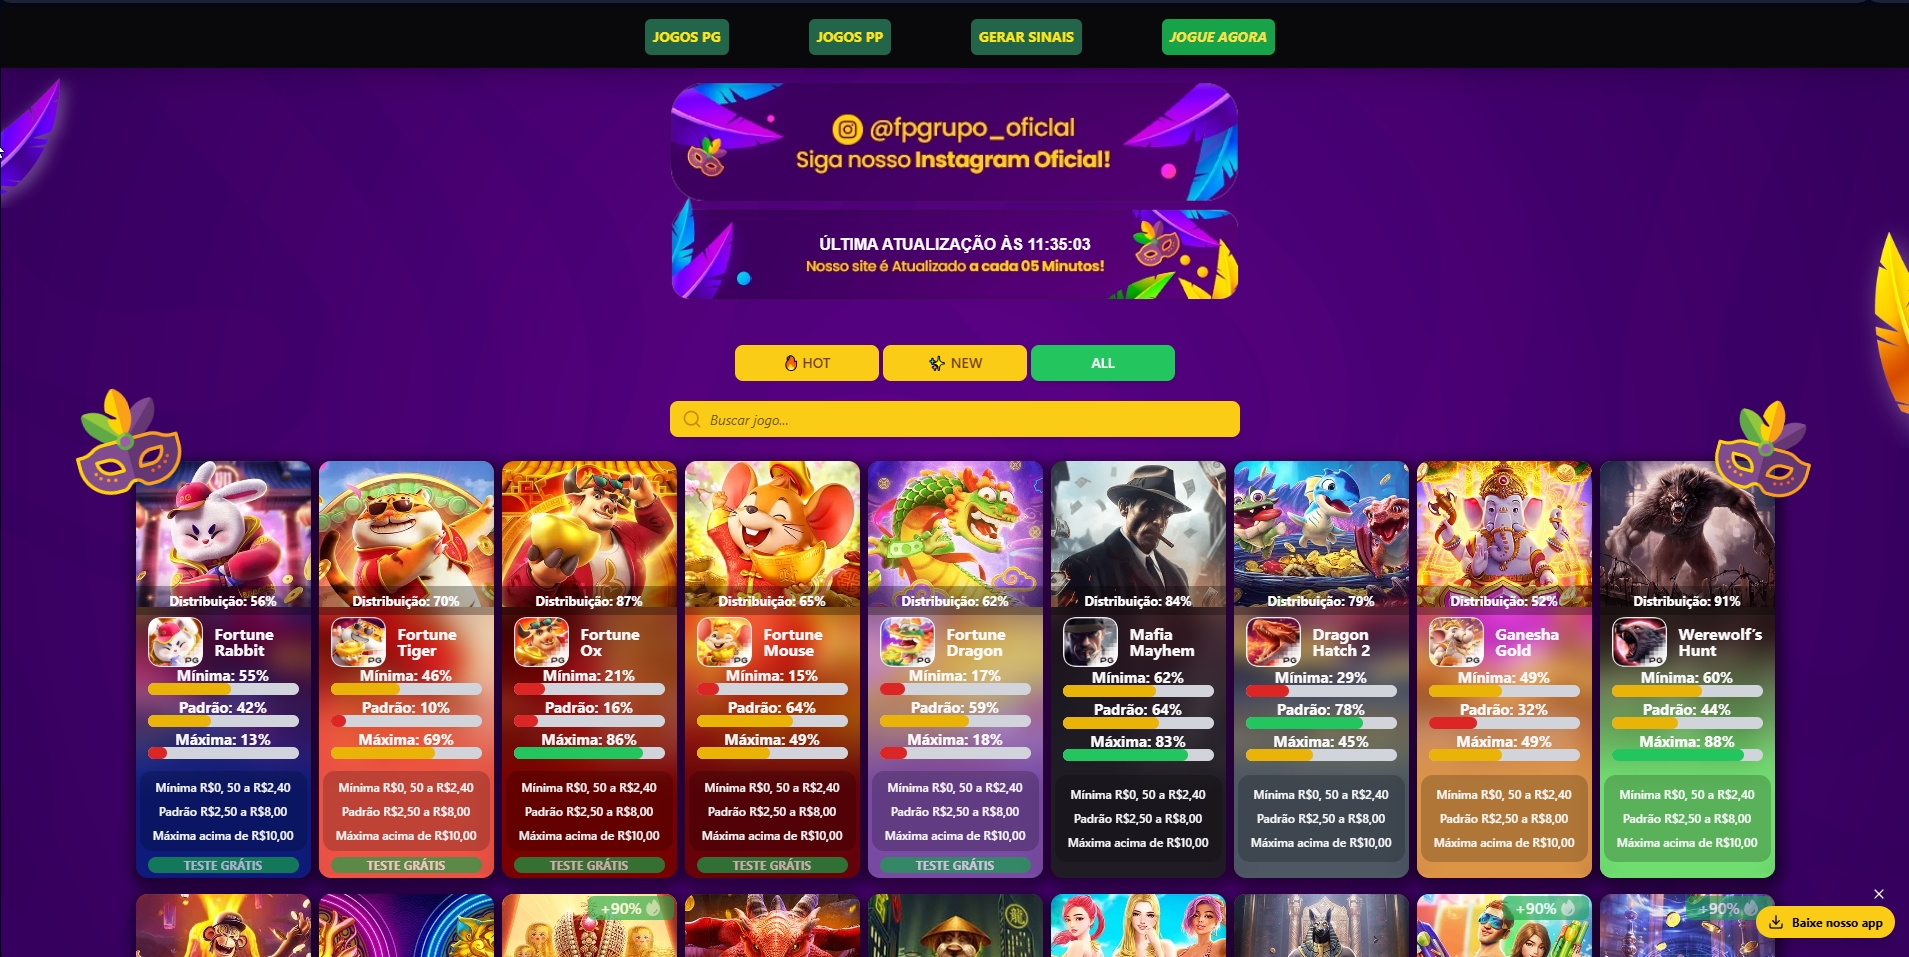 JOGOS PG
JOGOS PP
GERAR SINAIS
JOGUE AGORA
@fpgrupo_oficlal
Siga nosso Instagram Oficial!
ÚLTIMA ATUALIZAÇÃO ÀS 11:35:03
Nosso site é Atualizado a cada 05 Minutos!
HOT
NEW
ALL
Buscar jogo...
Distribuição: 56%
PG
Fortune
Rabbit
Mínima: 55%
Padrão: 42%
Máxima: 13%
Mínima R$0, 50 a R$2,40
Padrão R$2,50 a R$8,00
Máxima acima de R$10,00
TESTE GRÁTIS
Distribuição: 70%
PG
Fortune
Tiger
Mínima: 46%
Padrão: 10%
Máxima: 69%
Mínima R$0, 50 a R$2,40
Padrão R$2,50 a R$8,00
Máxima acima de R$10,00
TESTE GRÁTIS
Distribuição: 87%
PG
Fortune
Ox
Mínima: 21%
Padrão: 16%
Máxima: 86%
Mínima R$0, 50 a R$2,40
Padrão R$2,50 a R$8,00
Máxima acima de R$10,00
TESTE GRÁTIS
Distribuição: 65%
PG
Fortune
Mouse
Mínima: 15%
Padrão: 64%
Máxima: 49%
Mínima R$0, 50 a R$2,40
Padrão R$2,50 a R$8,00
Máxima acima de R$10,00
TESTE GRÁTIS
Distribuição: 62%
PG
Fortune
Dragon
Mínima: 17%
Padrão: 59%
Máxima: 18%
Mínima R$0, 50 a R$2,40
Padrão R$2,50 a R$8,00
Máxima acima de R$10,00
TESTE GRÁTIS
Distribuição: 84%
PG
Mafia
Mayhem
Mínima: 62%
Padrão: 64%
Máxima: 83%
Mínima R$0, 50 a R$2,40
Padrão R$2,50 a R$8,00
Máxima acima de R$10,00
Distribuição: 79%
PG
Dragon
Hatch 2
Mínima: 29%
Padrão: 78%
Máxima: 45%
Mínima R$0, 50 a R$2,40
Padrão R$2,50 a R$8,00
Máxima acima de R$10,00
Distribuição: 52%
PG
Ganesha
Gold
Mínima: 49%
Padrão: 32%
Máxima: 49%
Mínima R$0, 50 a R$2,40
Padrão R$2,50 a R$8,00
Máxima acima de R$10,00
Distribuição: 91%
PG
Werewolf's
Hunt
Mínima: 60%
Padrão: 44%
Máxima: 88%
Mínima R$0, 50 a R$2,40
Padrão R$2,50 a R$8,00
Máxima acima de R$10,00
+90%
+90%
+90%
Baixe nosso app